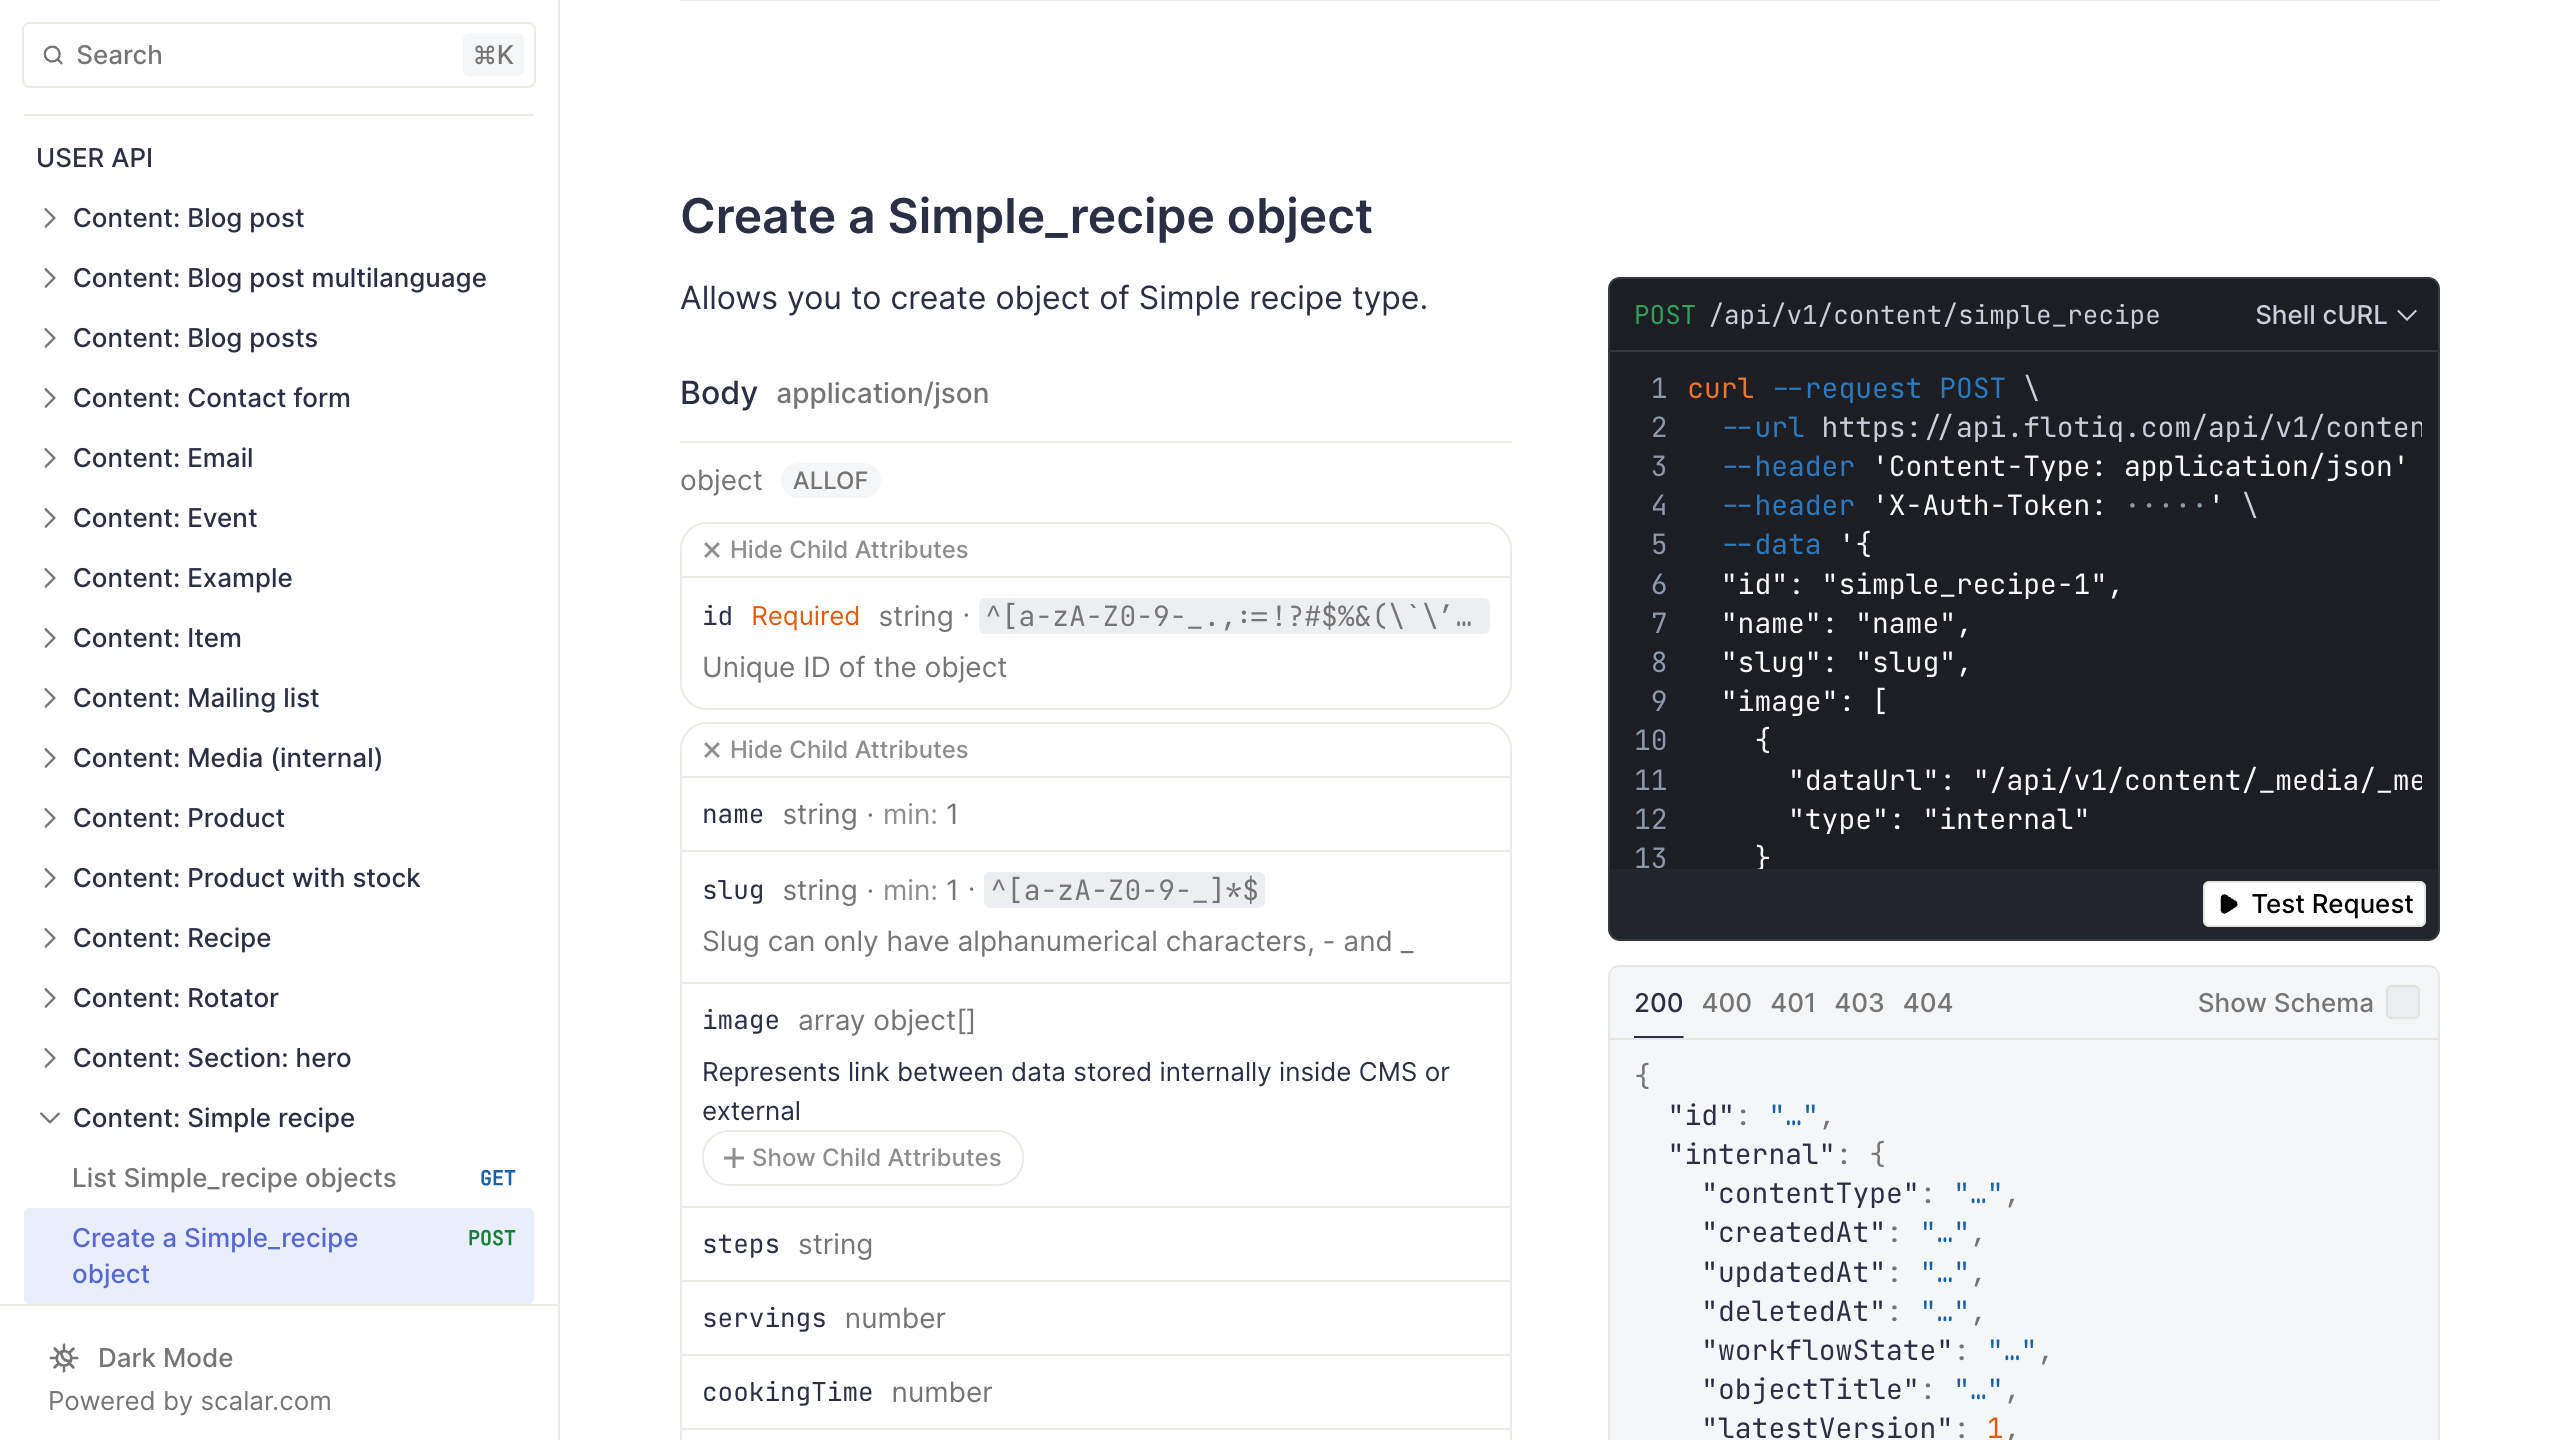 Search
⌘K
USER API
Content: Blog post
Content: Blog post multilanguage
Content: Blog posts
Content: Contact form
Content: Email
Content: Event
Content: Example
Content: Item
Content: Mailing list
Content: Media (internal)
Content: Product
Content: Product with stock
Content: Recipe
Content: Rotator
Content: Section: hero
Content: Simple recipe
List Simple_recipe objects GET
Create a Simple_recipe POST
object
Dark Mode
Powered by scalar.com
Create a Simple_recipe object
Allows you to create object of Simple recipe type.
Body application/json
object ALLOF
Hide Child Attributes
id Required string · ^[a-zA-Z0-9-_.,:=!?#$%&(\`\’…
Unique ID of the object
Hide Child Attributes
name string · min: 1
slug string · min: 1 · ^[a-zA-Z0-9-_]*$
Slug can only have alphanumerical characters, - and _
image array object[]
Represents link between data stored internally inside CMS or
external
Show Child Attributes
steps string
servings number
cookingTime number
POST /api/v1/content/simple_recipe Shell cURL
1 curl --request POST \
2 --url https://api.flotiq.com/api/v1/conten
3 --header 'Content-Type: application/json'
4 --header 'X-Auth-Token: ·····' \
5 --data '{
6 "id": "simple_recipe-1",
7 "name": "name",
8 "slug": "slug",
9 "image": [
10 {
11 "dataUrl": "/api/v1/content/_media/_me
12 "type": "internal"
13 }
Test Request
200 400 401 403 404 Show Schema
{
"id": "…",
"internal": {
"contentType": "…",
"createdAt": "…",
"updatedAt": "…",
"deletedAt": "…",
"workflowState": "…",
"objectTitle": "…",
"latestVersion": 1,